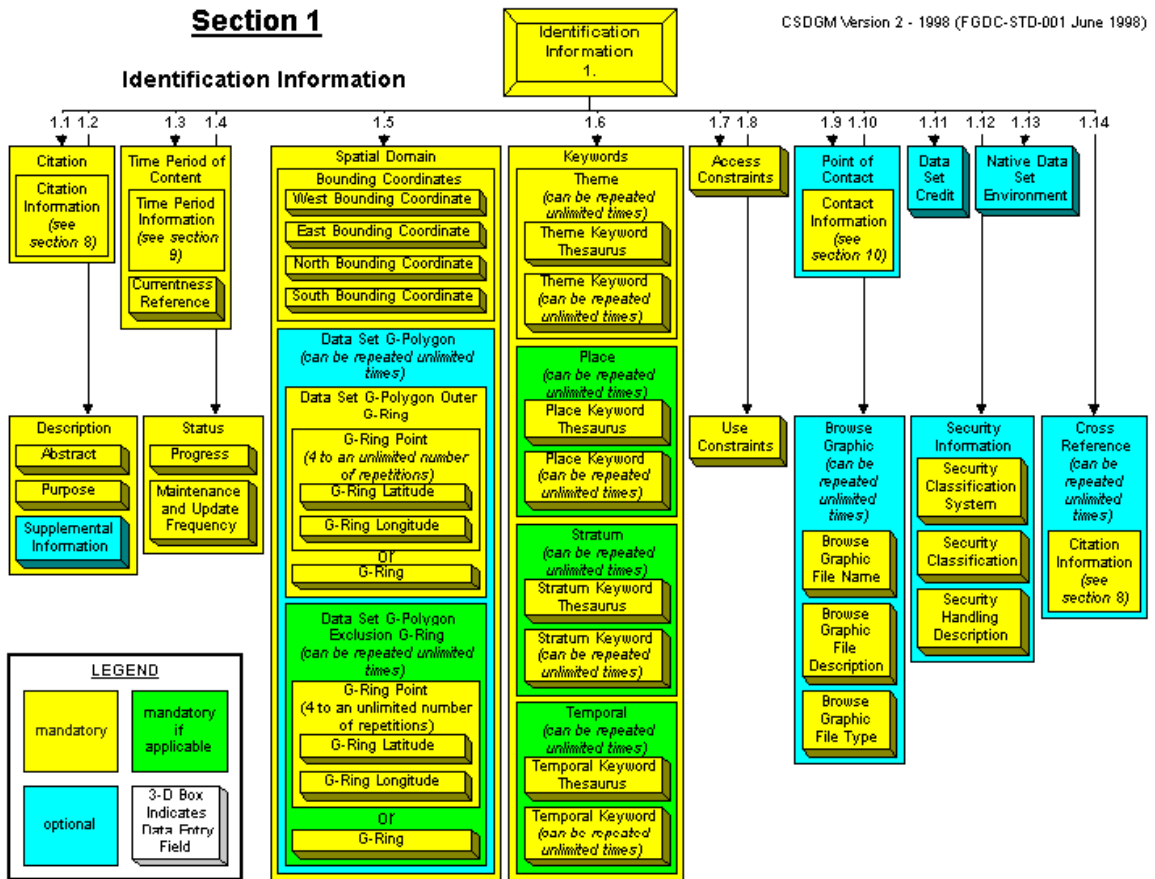 Section 1
CSDGM Version 2 - 1998 (FGDC-STD-001 June 1998)
Identification
Information
1.
Identification Information
1.1 1.2 1.3 1.4 1.5 1.6 1.7 1.8 1.9 1.10 1.11 1.12 1.13 1.14
Citation
Citation
Information
(see
section 8)
Time Period of
Content
Time Period
Information
(see section
9)
Currentness
Reference
Spatial Domain
Bounding Coordinates
West Bounding Coordinate
East Bounding Coordinate
North Bounding Coordinate
South Bounding Coordinate
Data Set G-Polygon
(can be repeated unlimited
times)
Data Set G-Polygon Outer
G-Ring
G-Ring Point
(4 to an unlimited number
of repetitions)
G-Ring Latitude
G-Ring Longitude
or
G-Ring
Data Set G-Polygon
Exclusion G-Ring
(can be repeated unlimited
times)
G-Ring Point
(4 to an unlimited number
of repetitions)
G-Ring Latitude
G-Ring Longitude
or
G-Ring
Keywords
Theme
(can be repeated
unlimited times)
Theme Keyword
Thesaurus
Theme Keyword
(can be repeated
unlimited times)
Place
(can be repeated
unlimited times)
Place Keyword
Thesaurus
Place Keyword
(can be repeated
unlimited times)
Stratum
(can be repeated
unlimited times)
Stratum Keyword
Thesaurus
Stratum Keyword
(can be repeated
unlimited times)
Temporal
(can be repeated
unlimited times)
Temporal Keyword
Thesaurus
Temporal Keyword
(can be repeated
unlimited times)
Access
Constraints
Point of
Contact
Contact
Information
(see
section 10)
Data
Set
Credit
Native Data
Set
Environment
Description
Abstract
Purpose
Supplemental
Information
Status
Progress
Maintenance
and Update
Frequency
Use
Constraints
Browse
Graphic
(can be
repeated
unlimited
times)
Browse
Graphic
File Name
Browse
Graphic
File
Description
Browse
Graphic
File Type
Security
Information
Security
Classification
System
Security
Classification
Security
Handling
Description
Cross
Reference
(can be
repeated
unlimited
times)
Citation
Information
(see
section 8)
LEGEND
mandatory
mandatory
if
applicable
optional
3-D Box
Indicates
Data Entry
Field